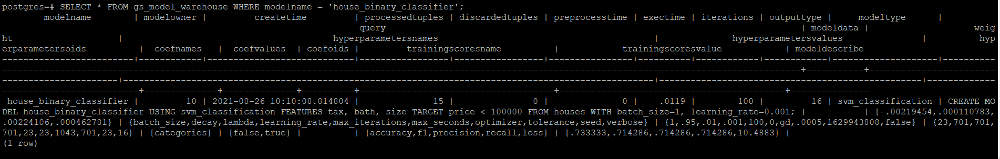 postgres=# SELECT * FROM gs_model_warehouse WHERE modelname = 'house_binary_classifier';
        modelname        | modelowner |         createtime         | processedtuples | discardedtuples | preprocesstime | exectime | iterations | outputtype |     modeltype      |
                                                                    query                                                                               | modeldata |                    weig
ht                    |                                        hyperparametersnames                                         |              hyperparametersvalues               |          hyp
erparametersoids          |  coefnames   |  coefvalues  | coefoids |         trainingscoresname          |            trainingscoresvalue            | modeldescribe
-------------------------+------------+----------------------------+-----------------+-----------------+----------------+----------+------------+------------+--------------------+----------
--------------------------------------------------------------------------------------------------------------------------------------------------------+-----------+------------------------
----------------------+-----------------------------------------------------------------------------------------------------+--------------------------------------------------+-------------
--------------------------+--------------+--------------+----------+-------------------------------------+-------------------------------------------+---------------
 house_binary_classifier |         10 | 2021-08-26 10:10:08.814804 |              15 |               0 |              0 |    .0119 |        100 |         16 | svm_classification | CREATE MO
DEL house_binary_classifier USING svm_classification FEATURES tax, bath, size TARGET price < 100000 FROM houses WITH batch_size=1, learning_rate=0.001; |           | {-.00219454,.000110783,
.00224106,.000462781} | {batch_size,decay,lambda,learning_rate,max_iterations,max_seconds,optimizer,tolerance,seed,verbose} | {1,.95,.01,.001,100,0,gd,.0005,1629943808,false} | {23,701,701,
701,23,23,1043,701,23,16} | {categories} | {false,true} |          | {accuracy,f1,precision,recall,loss} | {.733333,.714286,.714286,.714286,10.4883} |
(1 row)